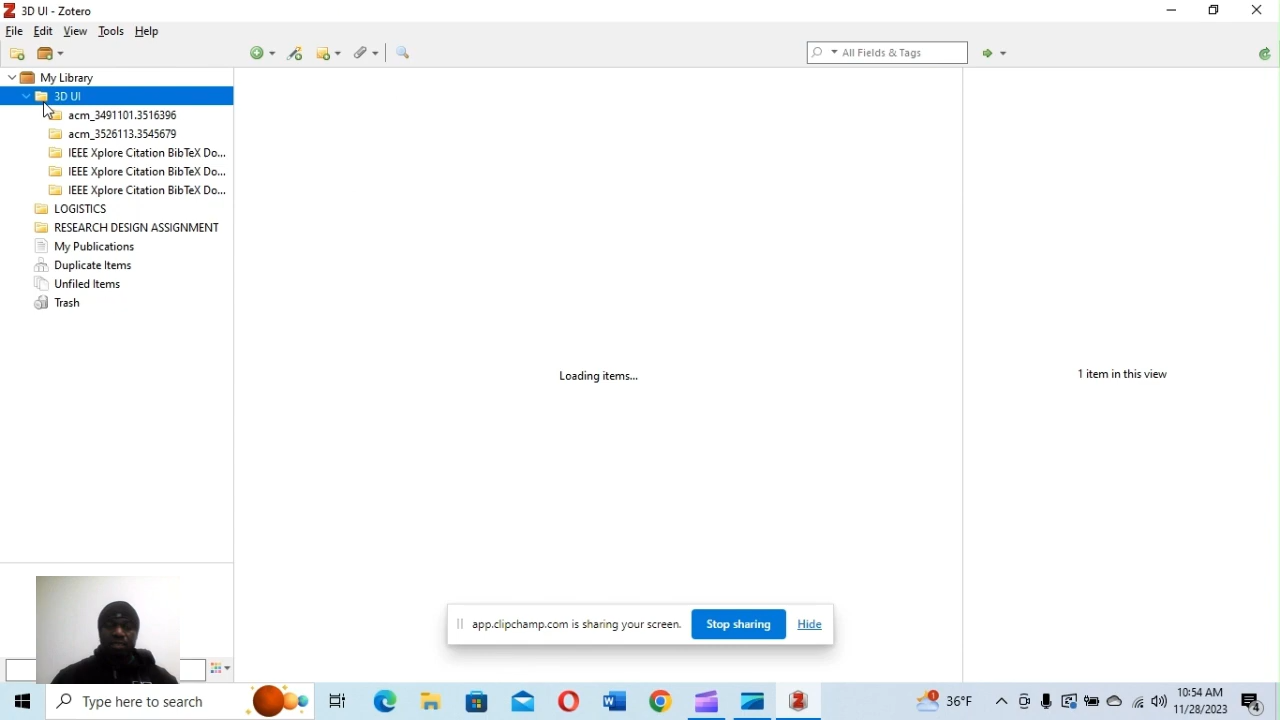 3D UI - Zotero
File Edit View Tools Help
All Fields & Tags
My Library
3D UI
acm_3491101.3516396
acm_3526113.3545679
IEEE Xplore Citation BibTeX Do...
IEEE Xplore Citation BibTeX Do...
IEEE Xplore Citation BibTeX Do...
LOGISTICS
RESEARCH DESIGN ASSIGNMENT
My Publications
Duplicate Items
Unfiled Items
Trash
Loading items...
1 item in this view
app.clipchamp.com is sharing your screen.
Stop sharing
Hide
Type here to search
36°F
10:54 AM
11/28/2023
4